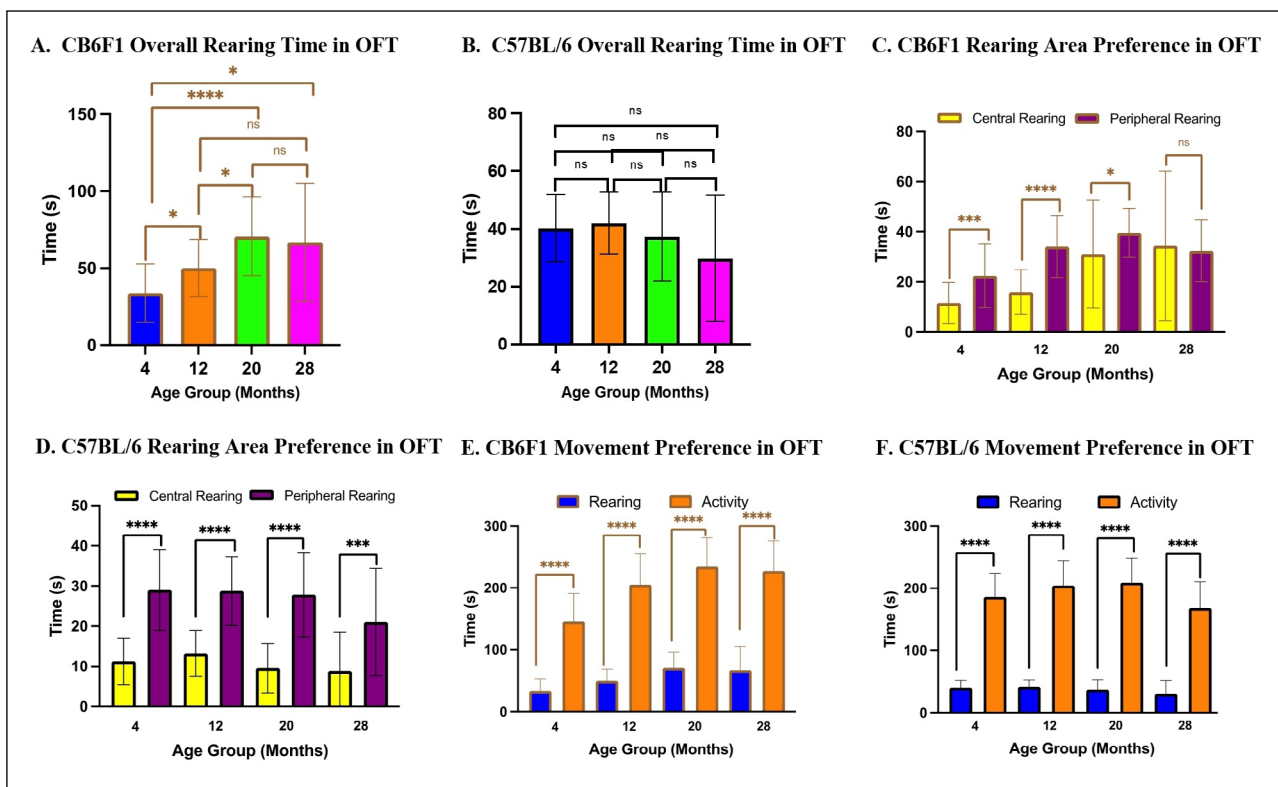 A. CB6F1 Overall Rearing Time in OFT
*
****
ns
ns
*
*
150
100
50
0
Time (s)
4 12 20 28
Age Group (Months)
B. C57BL/6 Overall Rearing Time in OFT
ns
ns ns
ns ns ns
80
60
40
20
0
Time (s)
4 12 20 28
Age Group (Months)
C. CB6F1 Rearing Area Preference in OFT
Central Rearing Peripheral Rearing
*** **** * ns
80
60
40
20
0
Time (s)
4 12 20 28
Age Group (Months)
D. C57BL/6 Rearing Area Preference in OFT
Central Rearing Peripheral Rearing
**** **** **** ***
50
40
30
20
10
0
Time (s)
4 12 20 28
Age Group (Months)
E. CB6F1 Movement Preference in OFT
Rearing Activity
**** **** **** ****
300
200
100
0
Time (s)
4 12 20 28
Age Group (Months)
F. C57BL/6 Movement Preference in OFT
Rearing Activity
**** **** **** ****
300
200
100
0
Time (s)
4 12 20 28
Age Group (Months)